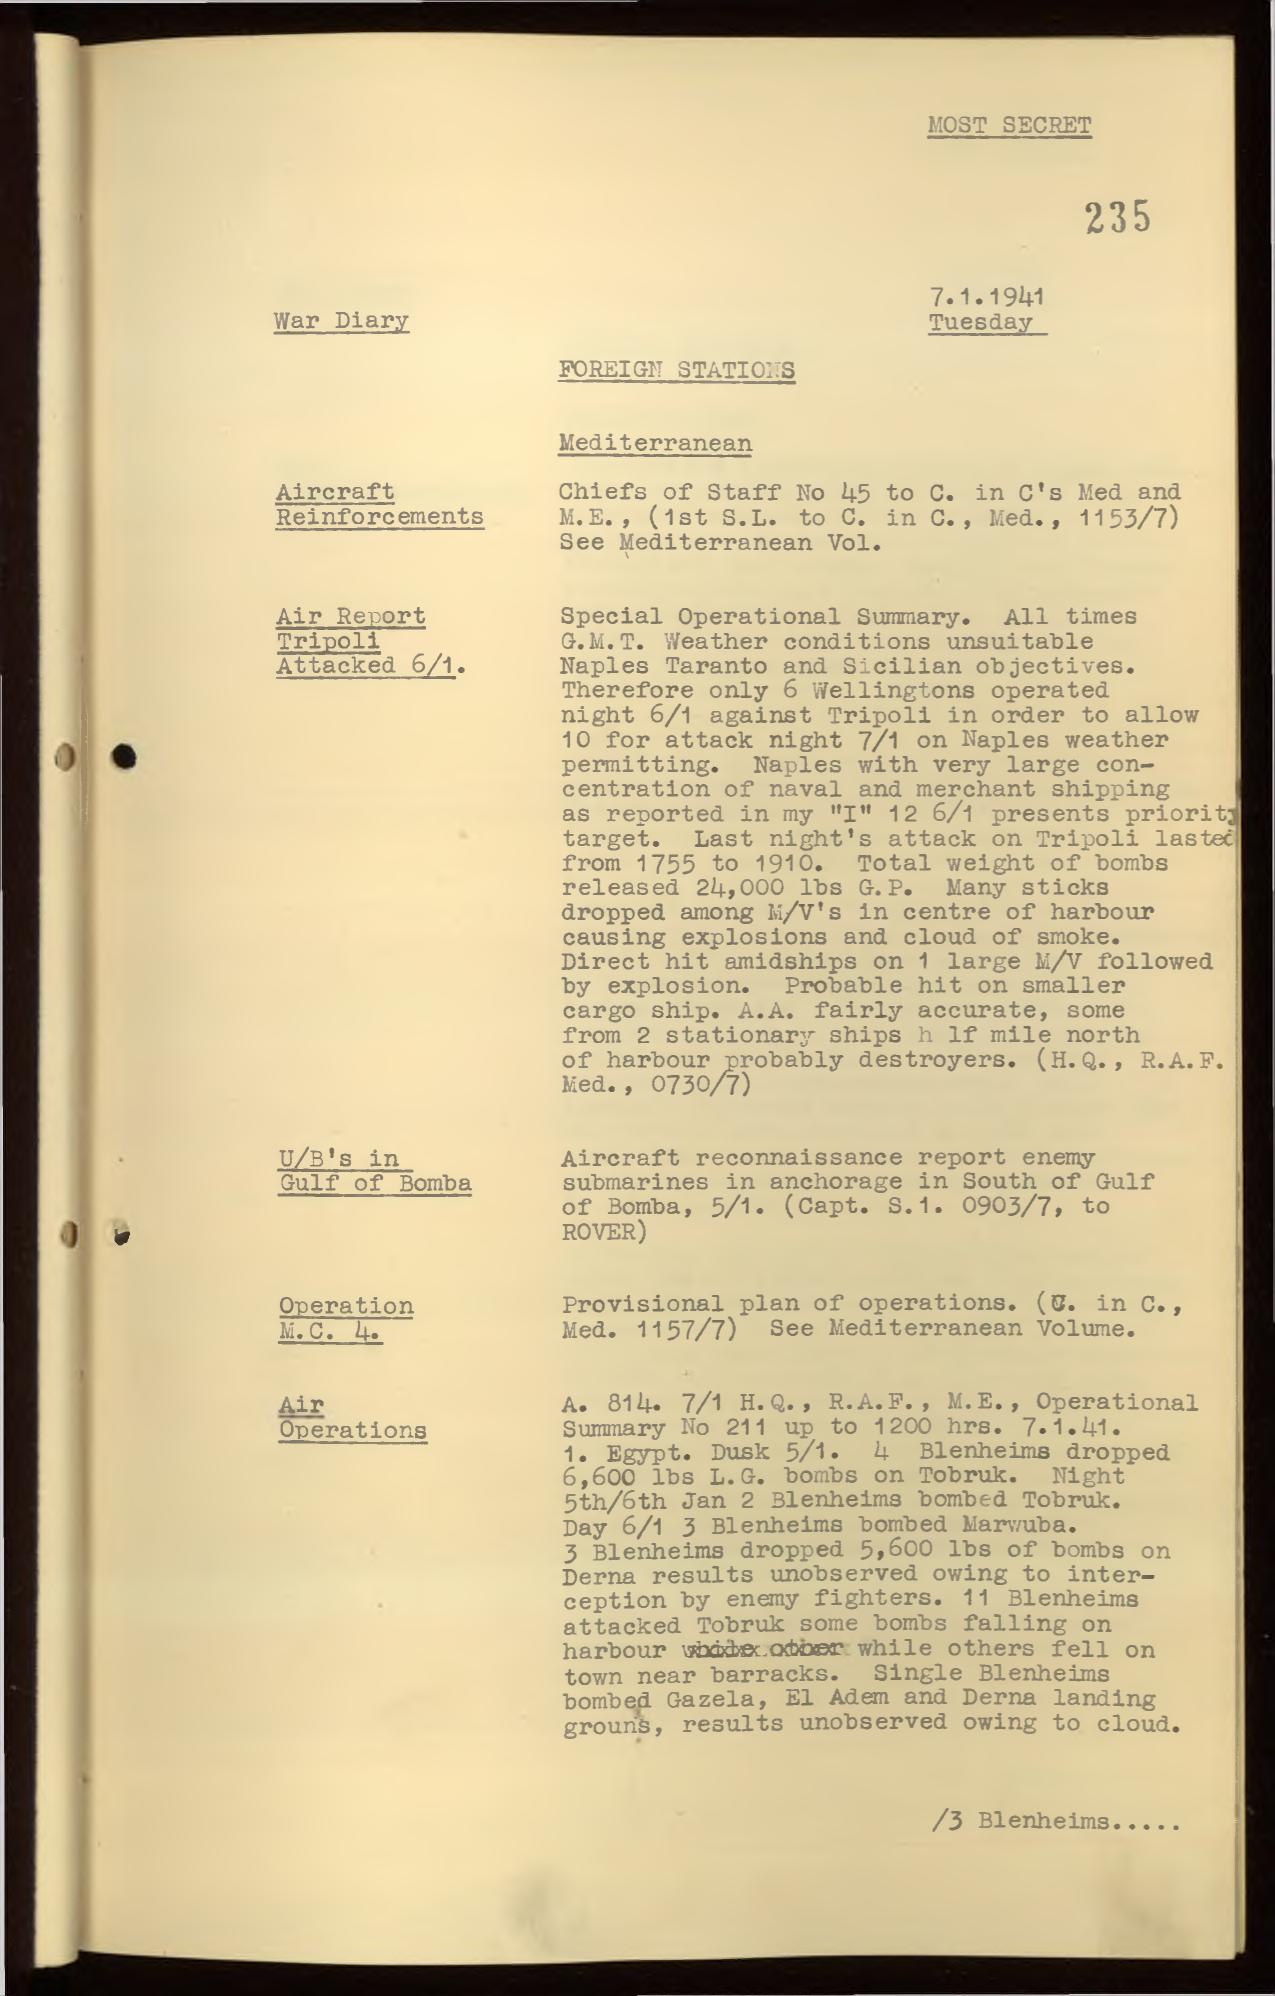 MOST SECRET
235
7.1.1941
War Diary
Tuesday
FOREIGN STATIONS
Mediterranean
Aircraft
Reinforcements
Chiefs of Staff No 45 to C. in C's Med and
M.E., (1st S.L. to C. in C., Med., 1153/7)
See Mediterranean Vol.
Air Report
Tripoli
Attacked 6/1.
Special Operational Summary. All times
G.M.T. Weather conditions unsuitable
Naples Taranto and Sicilian objectives.
Therefore only 6 Wellingtons operated
night 6/1 against Tripoli in order to allow
10 for attack night 7/1 on Naples weather
permitting. Naples with very large con-
centration of naval and merchant shipping
as reported in my "I" 12 6/1 presents priority
target. Last night's attack on Tripoli lasted
from 1755 to 1910. Total weight of bombs
released 24,000 lbs G.P. Many sticks
dropped among M/V's in centre of harbour
causing explosions and cloud of smoke.
Direct hit amidships on 1 large M/V followed
by explosion. Probable hit on smaller
cargo ship. A.A. fairly accurate, some
from 2 stationary ships h lf mile north
of harbour probably destroyers. (H.Q., R.A.F.
Med., 0730/7)
U/B's in
Gulf of Bomba
Aircraft reconnaissance report enemy
submarines in anchorage in South of Gulf
of Bomba, 5/1. (Capt. S.1. 0903/7, to
ROVER)
Operation
M.C. 4.
Provisional plan of operations. (C. in C.,
Med. 1157/7) See Mediterranean Volume.
Air
Operations
A. 814. 7/1 H.Q., R.A.F., M.E., Operational
Summary No 211 up to 1200 hrs. 7.1.41.
1. Egypt. Dusk 5/1. 4 Blenheims dropped
6,600 lbs L.G. bombs on Tobruk. Night
5th/6th Jan 2 Blenheims bombed Tobruk.
Day 6/1 3 Blenheims bombed Marwuba.
3 Blenheims dropped 5,600 lbs of bombs on
Derna results unobserved owing to inter-
ception by enemy fighters. 11 Blenheims
attacked Tobruk some bombs falling on
harbour while others fell on
town near barracks. Single Blenheims
bombed Gazela, El Adem and Derna landing
grouns, results unobserved owing to cloud.
/3 Blenheims.....